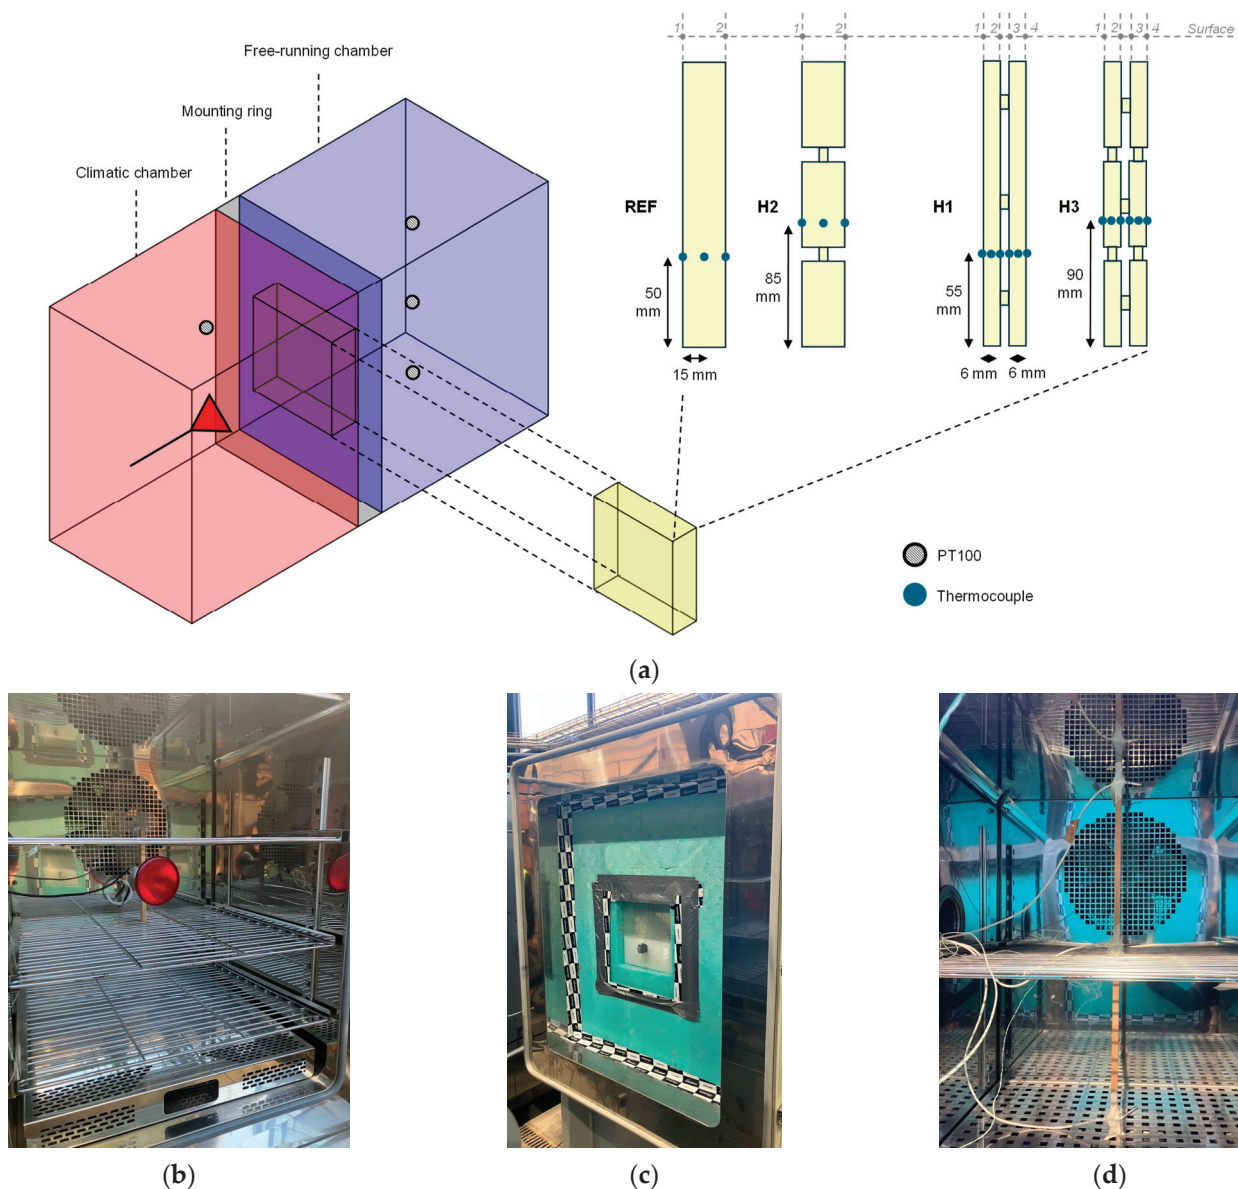 Free-running chamber
Mounting ring
Climatic chamber
1 2 1 2 1 2 3 4 1 2 3 4 Surface
REF H2 H1 H3
50 mm
85 mm
55 mm
90 mm
15 mm 6 mm 6 mm
PT100
Thermocouple
(a)
(b) (c) (d)